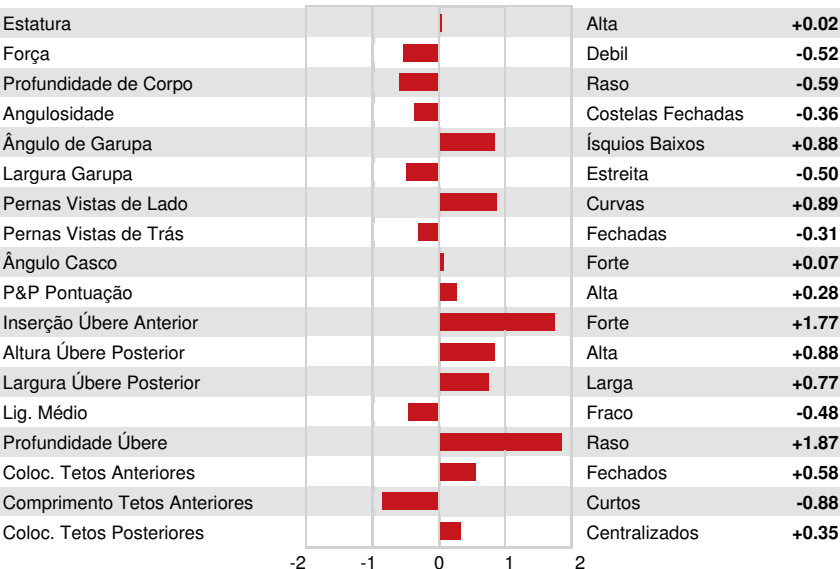 Estatura Alta +0.02
Força Debil -0.52
Profundidade de Corpo Raso -0.59
Angulosidade Costelas Fechadas -0.36
Ângulo de Garupa Ísquios Baixos +0.88
Largura Garupa Estreita -0.50
Pernas Vistas de Lado Curvas +0.89
Pernas Vistas de Trás Fechadas -0.31
Ângulo Casco Forte +0.07
P&P Pontuação Alta +0.28
Inserção Úbere Anterior Forte +1.77
Altura Úbere Posterior Alta +0.88
Largura Úbere Posterior Larga +0.77
Lig. Médio Fraco -0.48
Profundidade Úbere Raso +1.87
Coloc. Tetos Anteriores Fechados +0.58
Comprimento Tetos Anteriores Curtos -0.88
Coloc. Tetos Posteriores Centralizados +0.35
-2 -1 0 1 2